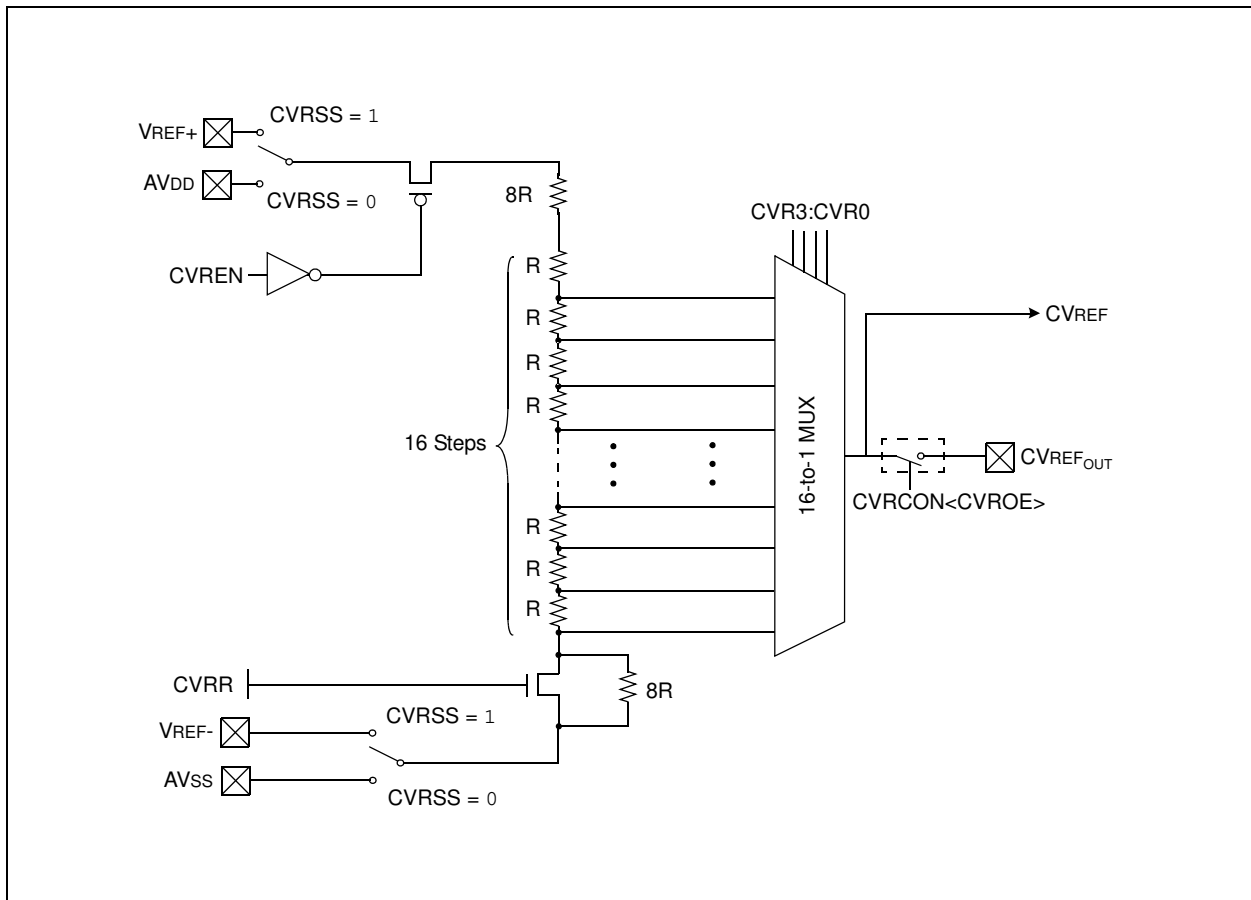 VREF+
CVRSS = 1
AVDD
CVRSS = 0
8R
CVREN
CVR3:CVR0
R
R
R
R
16 Steps
R
R
R
16-to-1 MUX
CVREF
CVREFOUT
CVRCON<CVROE>
CVRR
8R
VREF-
CVRSS = 1
AVSS
CVRSS = 0